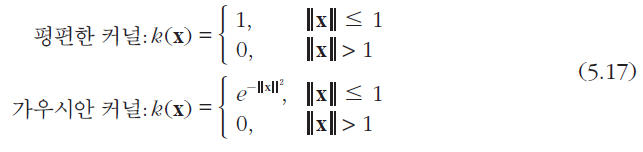 평편한 커널: k(x) = { 1, ‖x‖ ≤ 1
0, ‖x‖ > 1
(5.17)
가우시안 커널: k(x) = { e^{-‖x‖²}, ‖x‖ ≤ 1
0, ‖x‖ > 1